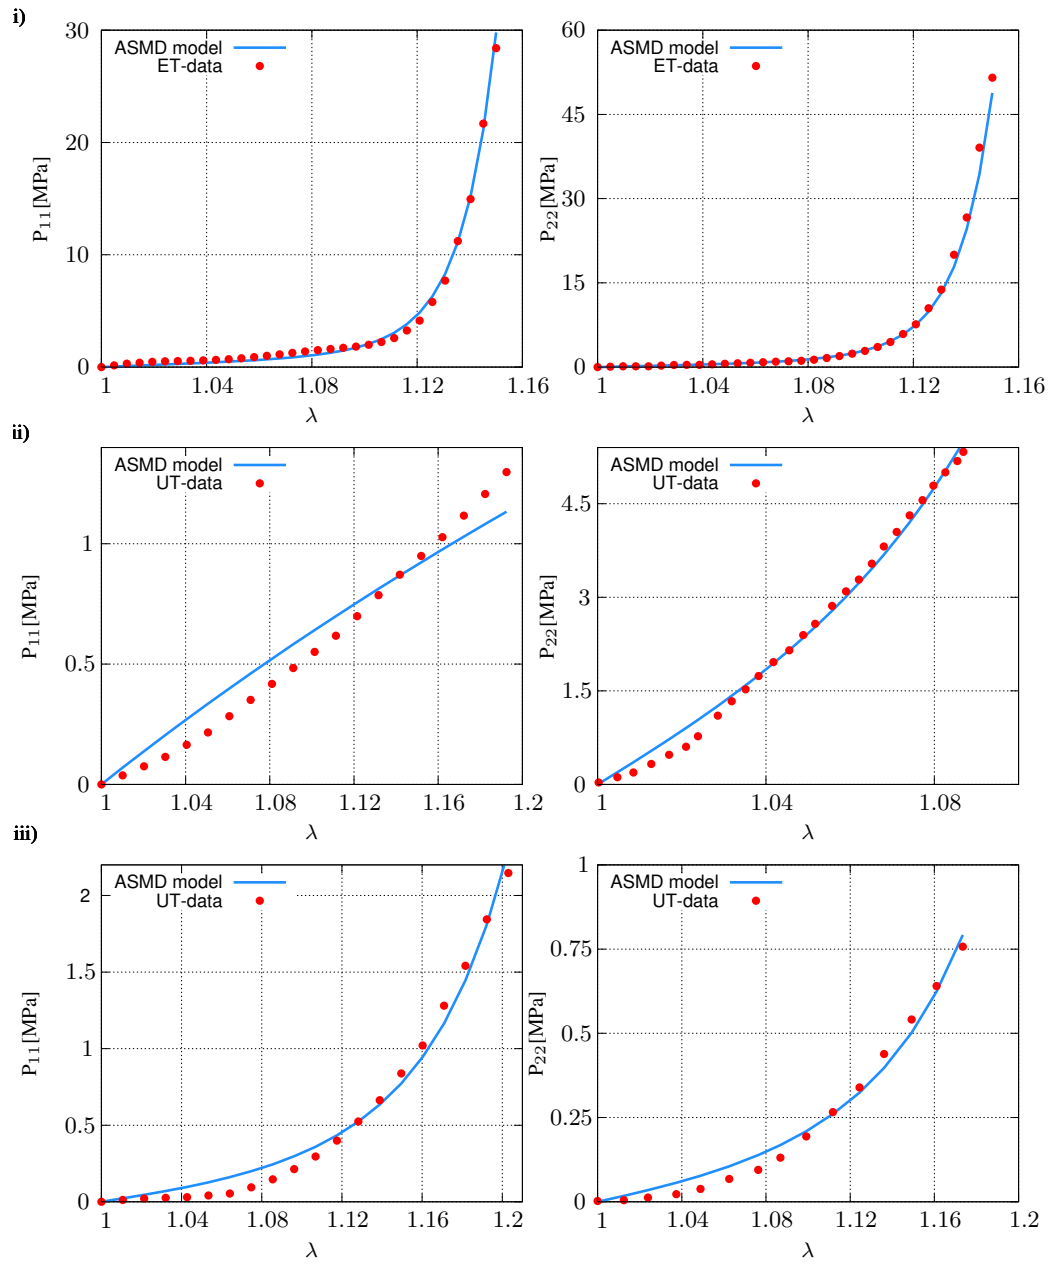 i)
ASMD model
ET-data
P11[MPa]
30
20
10
0
1
1.04
1.08
1.12
1.16
λ
ASMD model
ET-data
P22[MPa]
60
45
30
15
0
1
1.04
1.08
1.12
1.16
λ
ii)
ASMD model
UT-data
P11[MPa]
1
0.5
0
1
1.04
1.08
1.12
1.16
1.2
λ
ASMD model
UT-data
P22[MPa]
4.5
3
1.5
0
1
1.04
1.08
λ
iii)
ASMD model
UT-data
P11[MPa]
2
1.5
1
0.5
0
1
1.04
1.08
1.12
1.16
1.2
λ
ASMD model
UT-data
P22[MPa]
1
0.75
0.5
0.25
0
1
1.04
1.08
1.12
1.16
1.2
λ